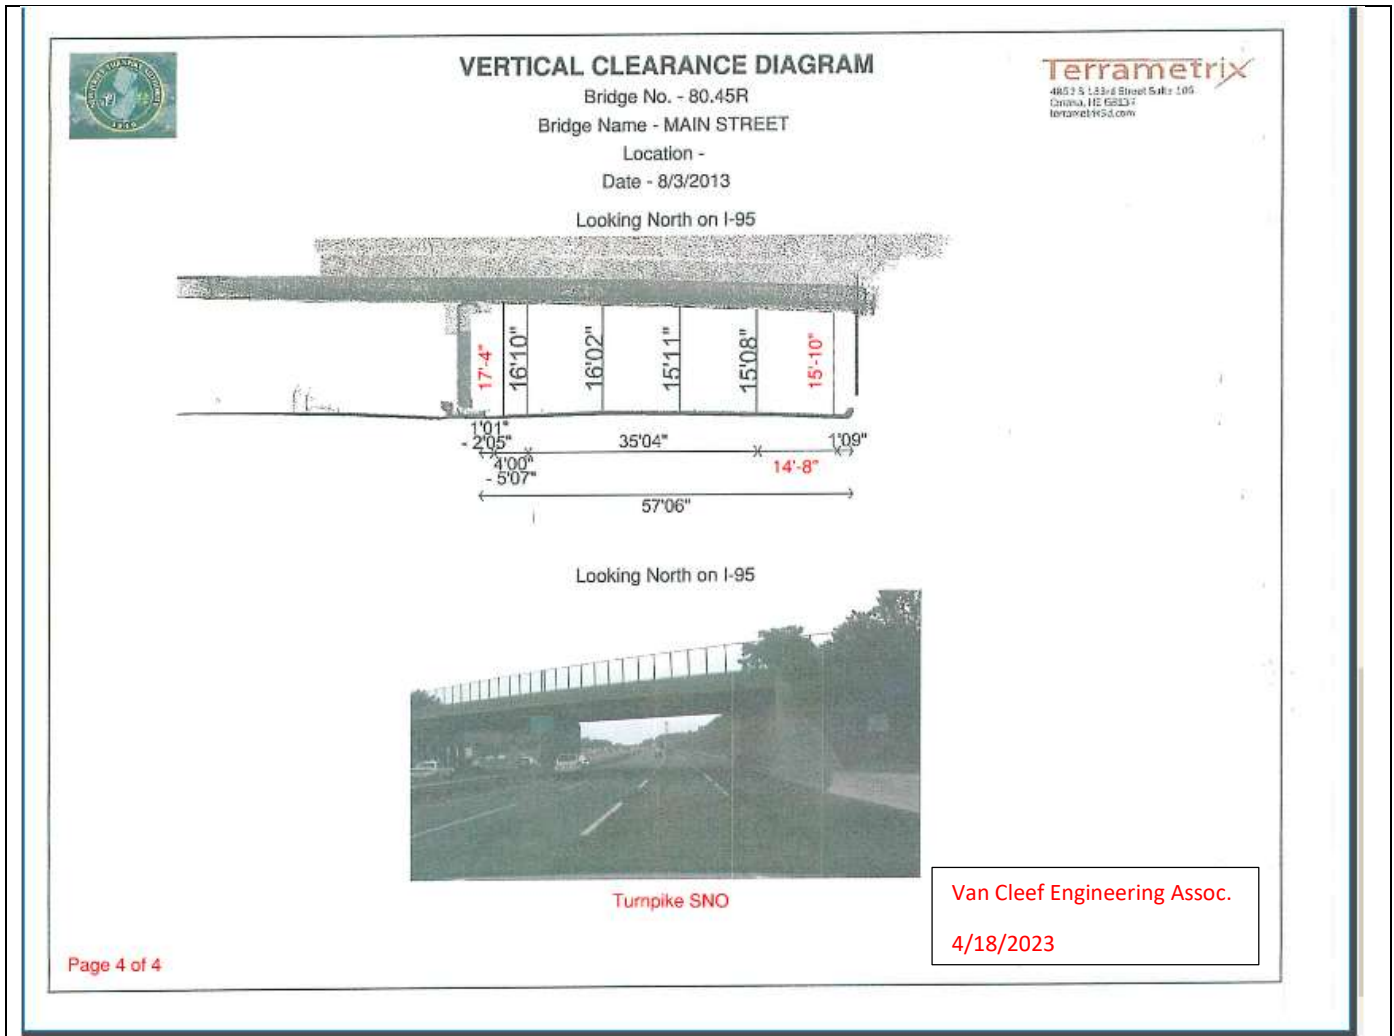 VERTICAL CLEARANCE DIAGRAM
Bridge No. - 80.45R
Bridge Name - MAIN STREET
Location -
Date - 8/3/2013
Terrametrix
Looking North on I-95
17'-4"
16'10"
16'02"
15'11"
15'08"
15'-10"
1'01"
- 2'05"
35'04"
1'09"
4'00"
- 5'07"
14'-8"
57'06"
Looking North on I-95
Turnpike SNO
Van Cleef Engineering Assoc.
4/18/2023
Page 4 of 4